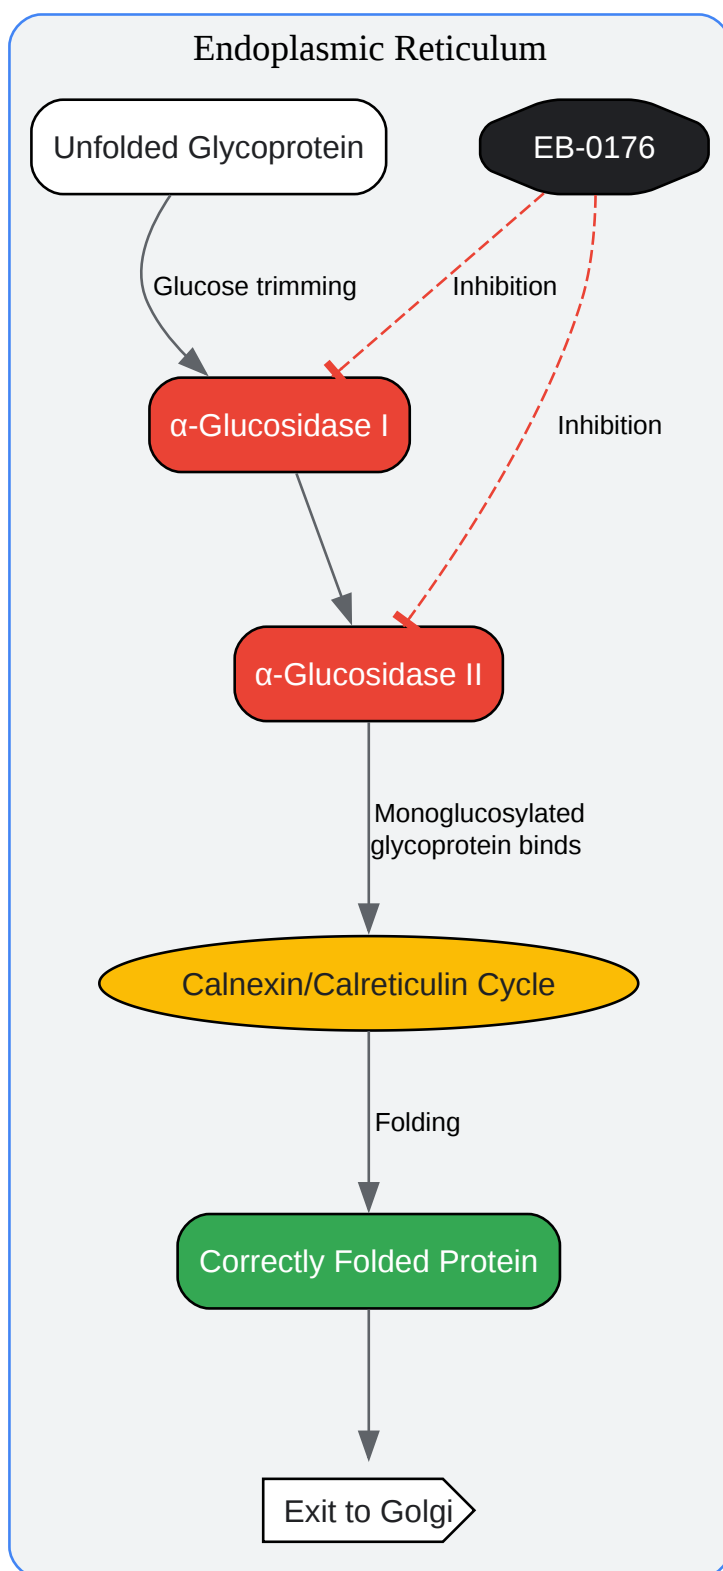 Endoplasmic Reticulum
Unfolded Glycoprotein
EB-0176
Glucose trimming
Inhibition
α-Glucosidase I
Inhibition
α-Glucosidase II
Monoglucosylated
glycoprotein binds
Calnexin/Calreticulin Cycle
Folding
Correctly Folded Protein
Exit to Golgi